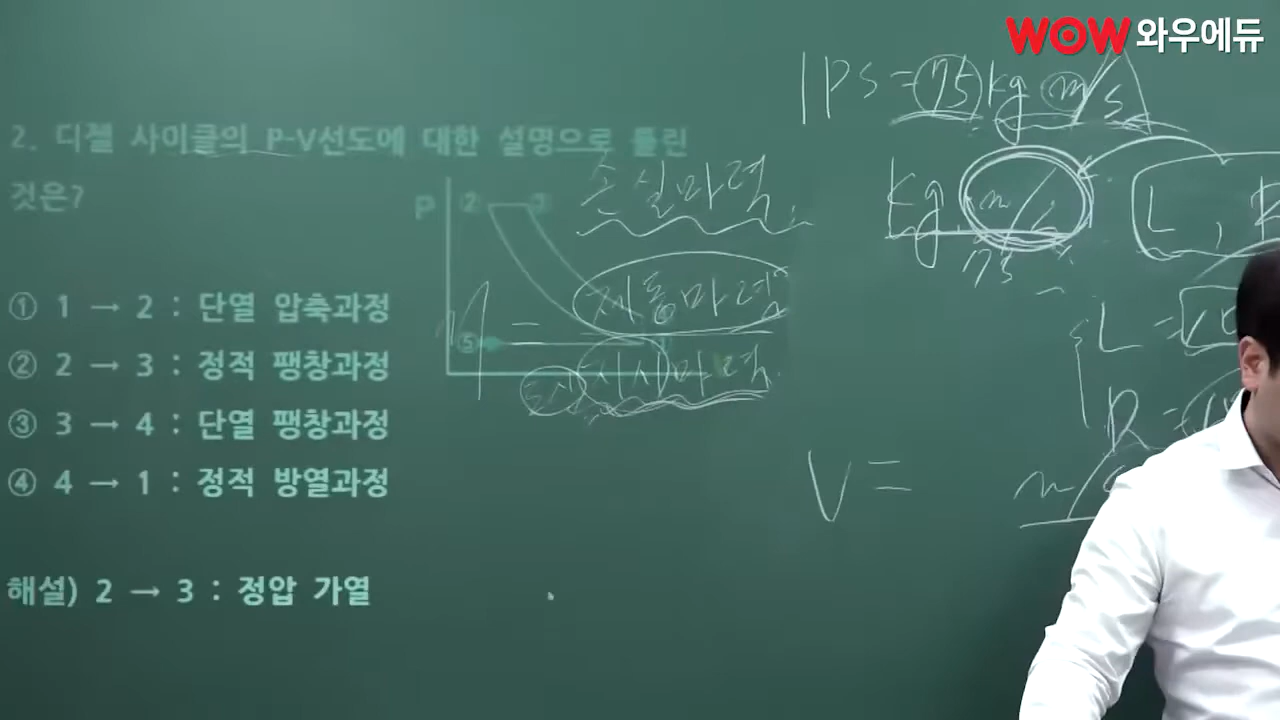 WOW 와우에듀
2. 디젤 사이클의 P-V선도에 대한 설명으로 틀린
것은?
P ② ③
⑤
① 1 → 2 : 단열 압축과정
② 2 → 3 : 정적 팽창과정
③ 3 → 4 : 단열 팽창과정
④ 4 → 1 : 정적 방열과정
해설) 2 → 3 : 정압 가열
1PS = 75 kg m/s
kg m/s
75
손실마력
η = 제동마력
지시마력
L =
R =
V = m/s